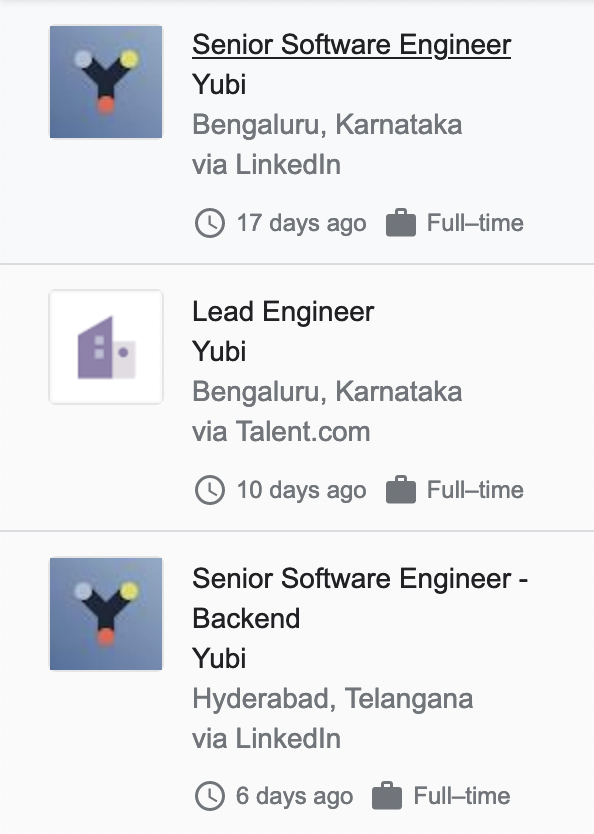 Senior Software Engineer
Yubi
Bengaluru, Karnataka
via LinkedIn
17 days ago Full–time
Lead Engineer
Yubi
Bengaluru, Karnataka
via Talent.com
10 days ago Full–time
Senior Software Engineer -
Backend
Yubi
Hyderabad, Telangana
via LinkedIn
6 days ago Full–time